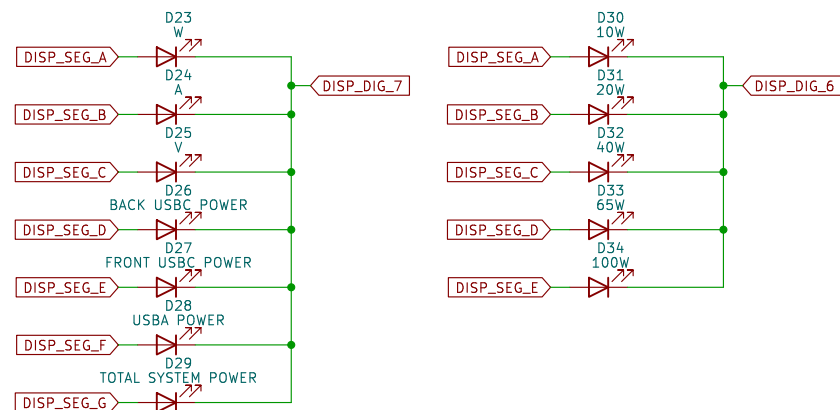 D23
W
DISP_SEG_A
DISP_DIG_7
D24
A
DISP_SEG_B
D25
V
DISP_SEG_C
D26
BACK USBC POWER
DISP_SEG_D
D27
FRONT USBC POWER
DISP_SEG_E
D28
USBA POWER
DISP_SEG_F
D29
TOTAL SYSTEM POWER
DISP_SEG_G
D30
10W
DISP_SEG_A
DISP_DIG_6
D31
20W
DISP_SEG_B
D32
40W
DISP_SEG_C
D33
65W
DISP_SEG_D
D34
100W
DISP_SEG_E